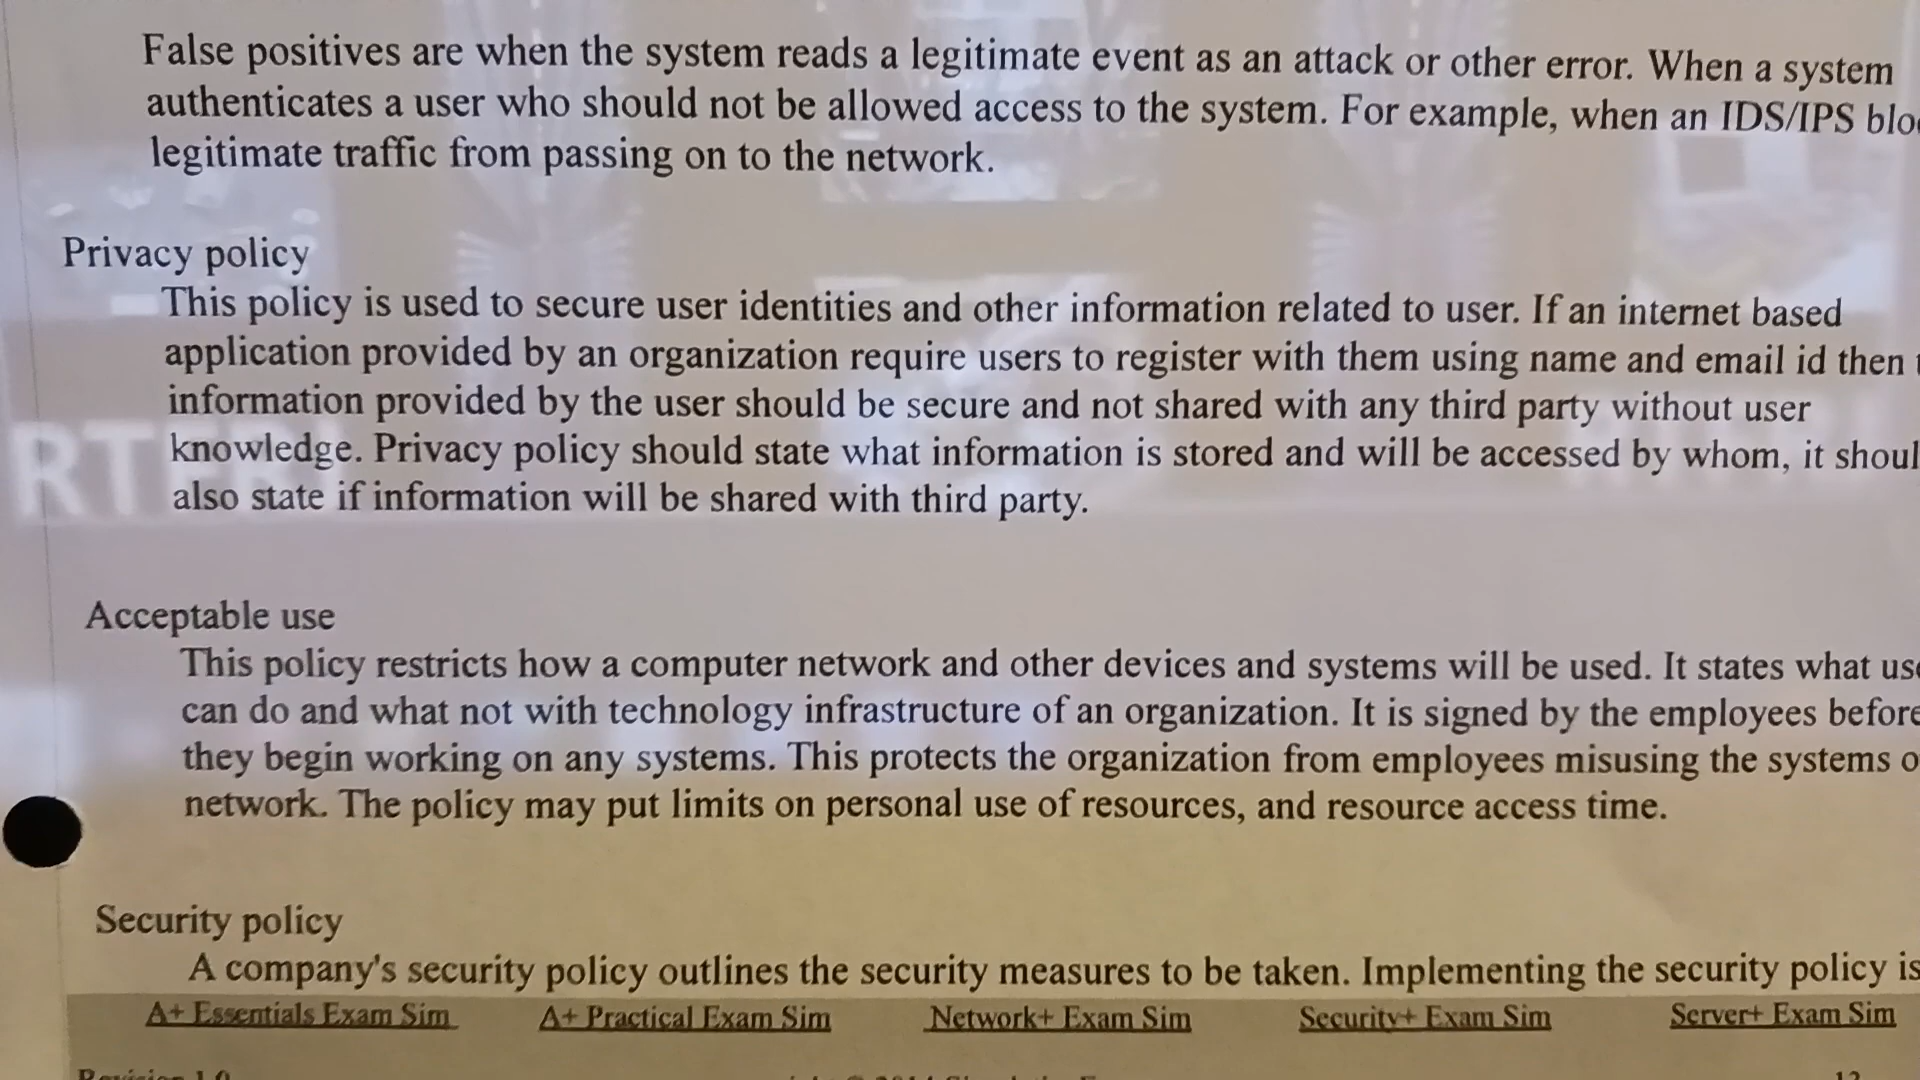 False positives are when the system reads a legitimate event as an attack or other error. When a system
authenticates a user who should not be allowed access to the system. For example, when an IDS/IPS
legitimate traffic from passing on to the network.
Privacy policy
This policy is used to secure user identities and other information related to user. If an internet based
application provided by an organization require users to register with them using name and email id then
information provided by the user should be secure and not shared with any third party without user
knowledge. Privacy policy should state what information is stored and will be accessed by whom, it
also state if information will be shared with third party.
Acceptable use
This policy restricts how a computer network and other devices and systems will be used. It states what
can do and what not with technology infrastructure of an organization. It is signed by the employees before
they begin working on any systems. This protects the organization from employees misusing the systems
network. The policy may put limits on personal use of resources, and resource access time.
Security policy
A company's security policy outlines the security measures to be taken. Implementing the security policy is
A+ Essentials Exam Sim A+ Practical Exam Sim Network+ Exam Sim Security+ Exam Sim Server+ Exam Sim
Revision 1.0